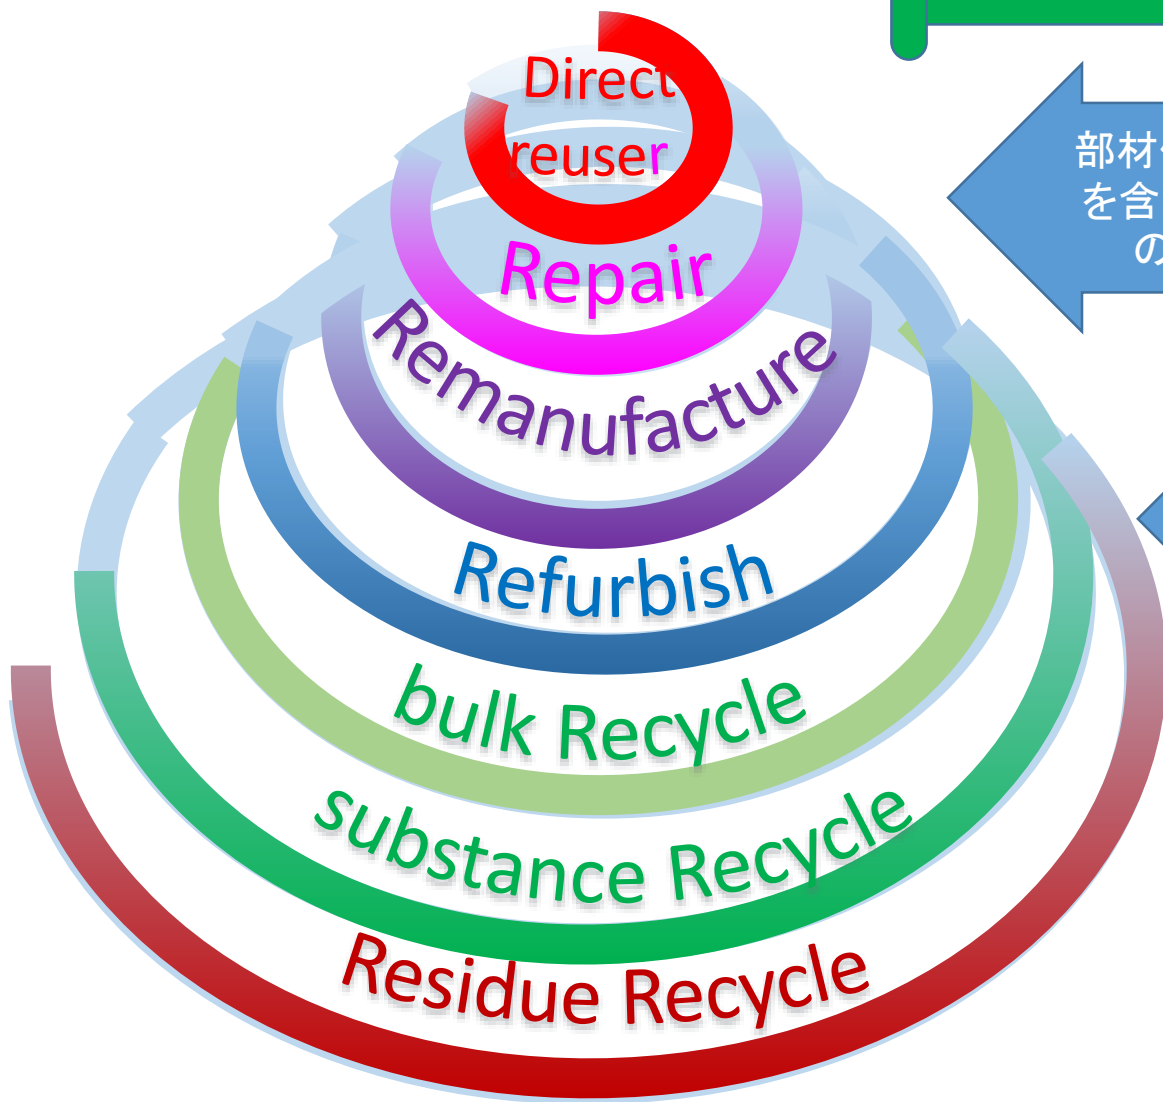 Direct
reuser
Repair
Remanufacture
Refurbish
bulk Recycle
substance Recycle
Residue Recycle
部材
を含
の